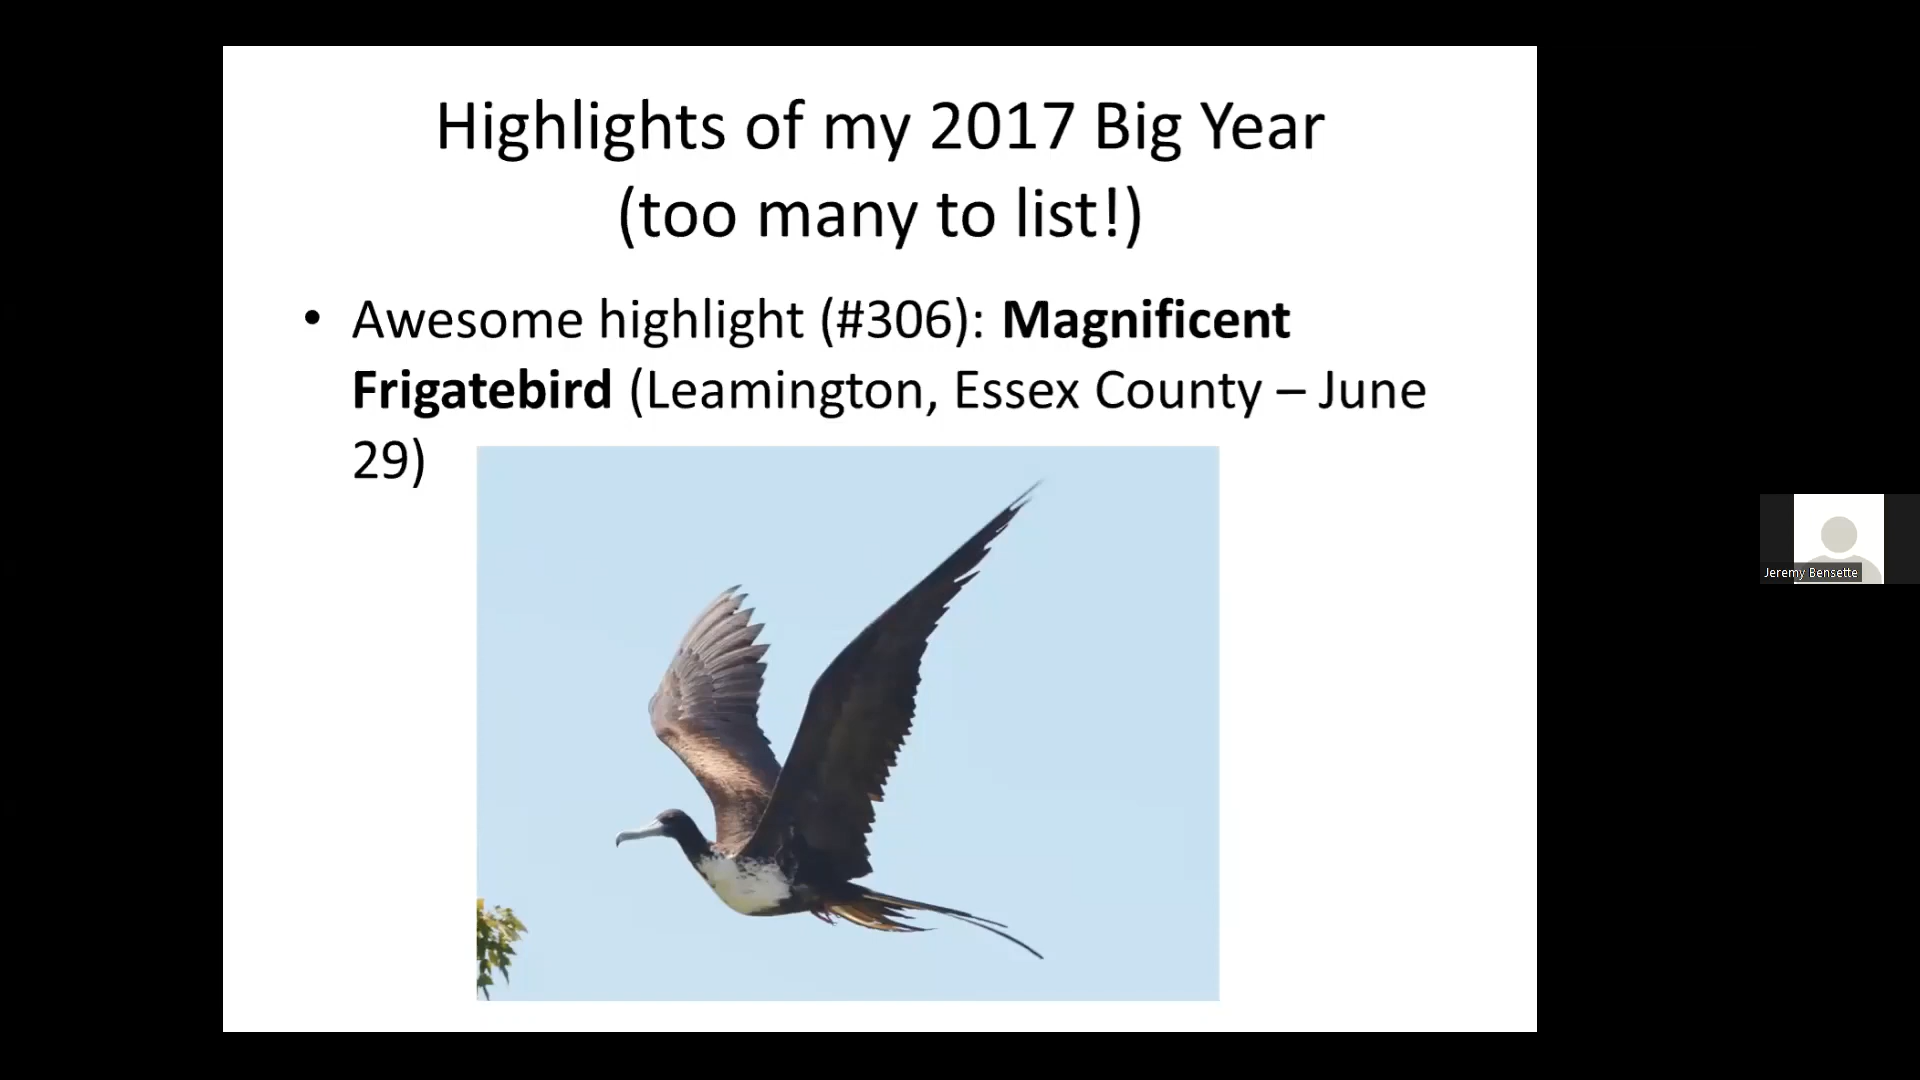 Highlights of my 2017 Big Year
(too many to list!)
• Awesome highlight (#306): Magnificent
Frigatebird (Leamington, Essex County – June
29)
Jeremy Bensette